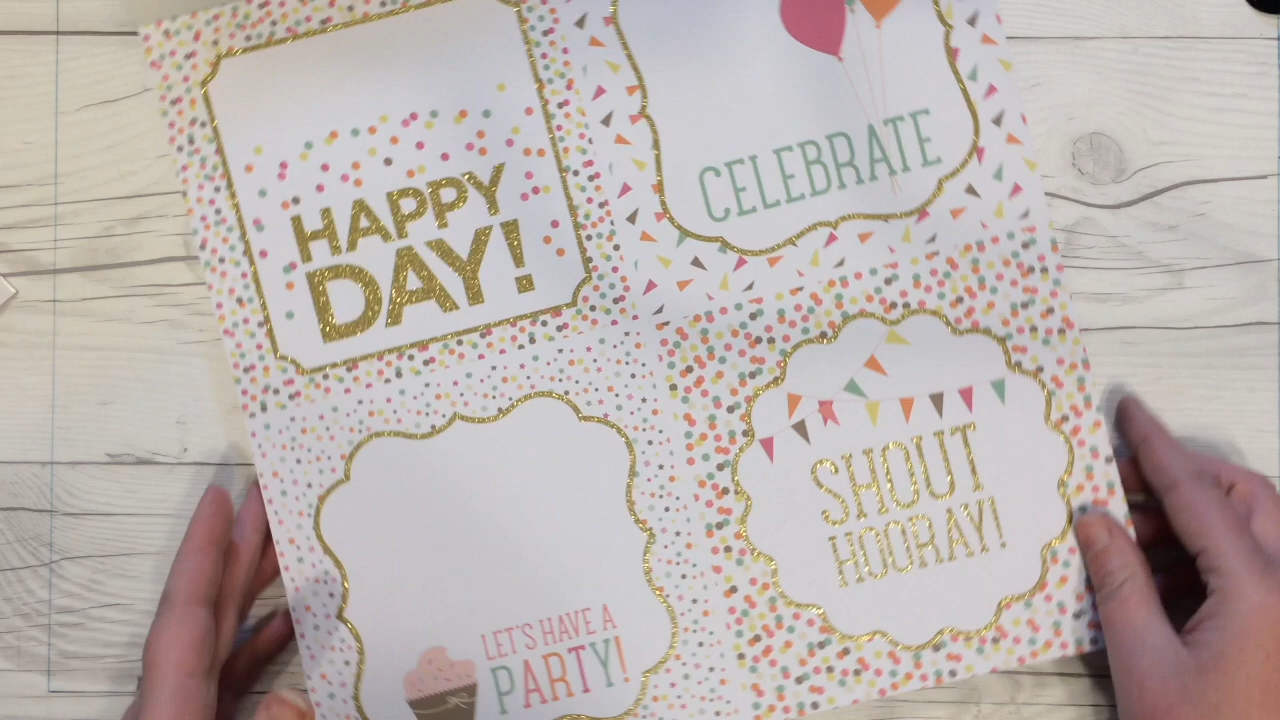 HAPPY
DAY!
CELEBRATE
SHOUT
HOORAY!
LET'S HAVE A
PARTY!